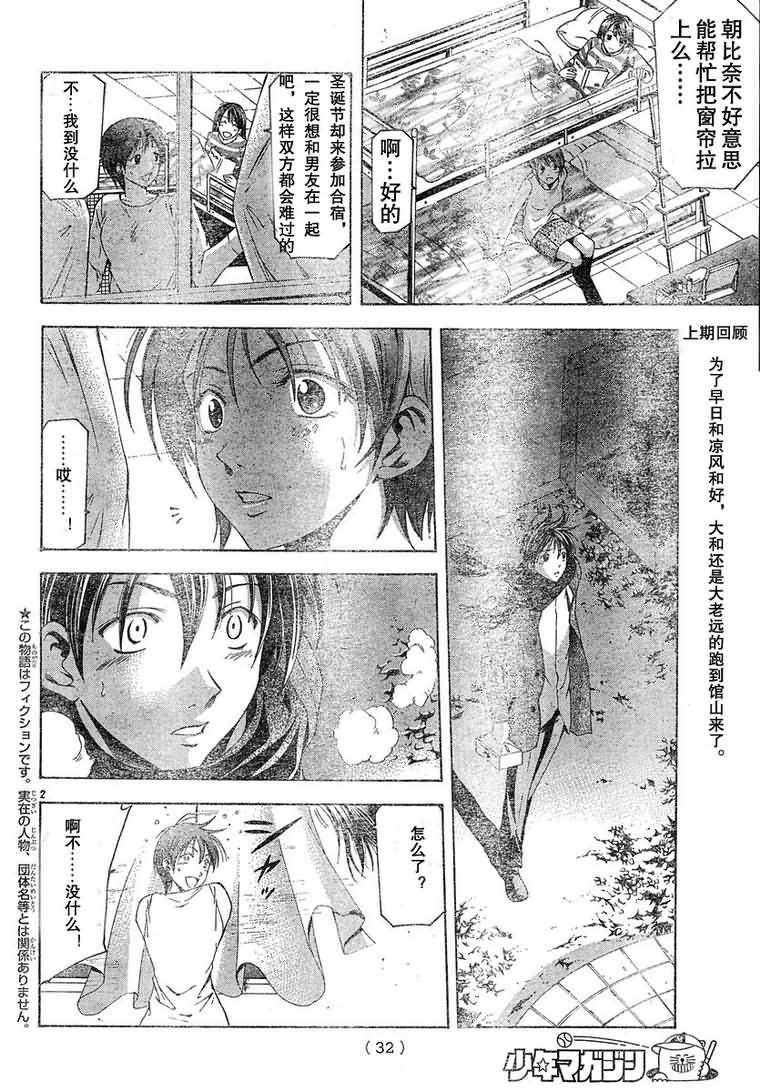 朝比奈不好意思
能帮忙把窗帘拉
上么……
啊…好的
圣诞节却来参加合宿，
一定很想和男友在一起
吧，这样双方都会难过的
不…我到没什么
上期回顾
为了早日和凉风和好，大和还是大老远的跑到馆山来了。
……哎…！
怎么了？
啊不……没什么！
★この物語はフィクションです。実在の人物、団体名等とは関係ありません。
2
（32）
少年マガジン